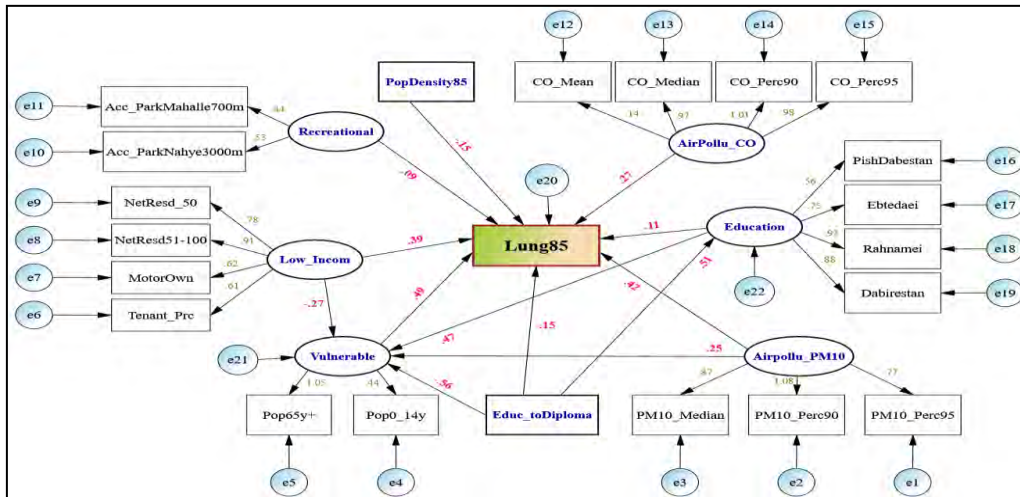 e12
e13
e14
e15
PopDensity85
CO_Mean
CO_Median
CO_Perc90
CO_Perc95
e11
Acc_ParkMahalle700m
.14
.97
1.01
.98
Recreational
e10
Acc_ParkNahye3000m
.53
-.15
AirPollu_CO
-.09
.27
PishDabestan
e16
e20
.56
e9
NetResd_50
.78
Ebtedaei
e17
.75
-.11
Education
e8
NetResd51-100
.91
Lung85
.39
Rahnamei
e18
.93
Low_Incom
e7
MotorOwn
.62
.88
.51
e22
Dabirestan
e19
e6
Tenant_Prc
.61
-.27
.49
.42
-.15
.47
e21
Vulnerable
.25
Airpollu_PM10
1.05
.44
.56
.87
1.08
.77
Pop65y+
Pop0_14y
Educ_toDiploma
PM10_Median
PM10_Perc90
PM10_Perc95
e5
e4
e3
e2
e1